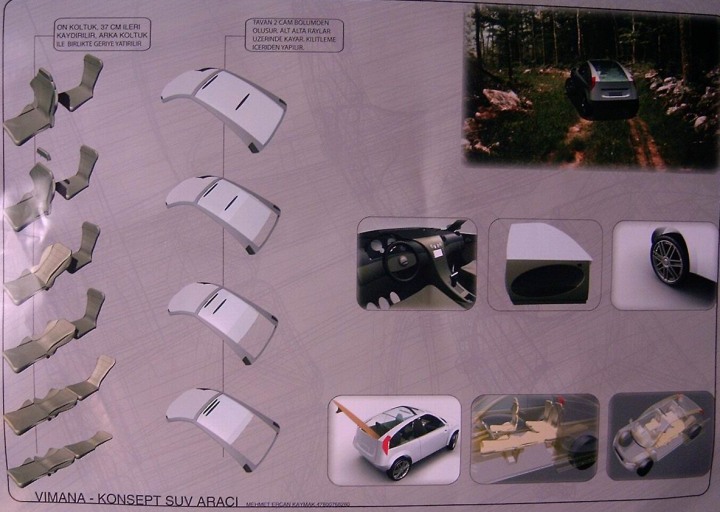 ÖN KOLTUK, 37 CM İLERİ
KAYDIRILIR, ARKA KOLTUK
İLE BİRLİKTE GERİYE YATIRILIR.
TAVAN 2 CAM BÖLÜMDEN
OLUŞUR. ALT ALTA RAYLAR
ÜZERİNDE KAYAR. KİLİTLEME
İÇERİDEN YAPILIR.
VIMANA - KONSEPT SUV ARACI
MEHMET ERCAN KAYMAK